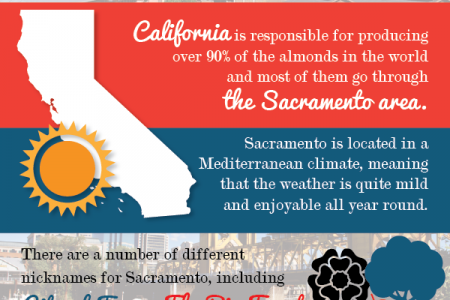 California is responsible for producing
over 90% of the almonds in the world
and most of them go through
the Sacramento area.
Sacramento is located in a
Mediterranean climate, meaning
that the weather is quite mild
and enjoyable all year round.
There are a number of different
nicknames for Sacramento, including